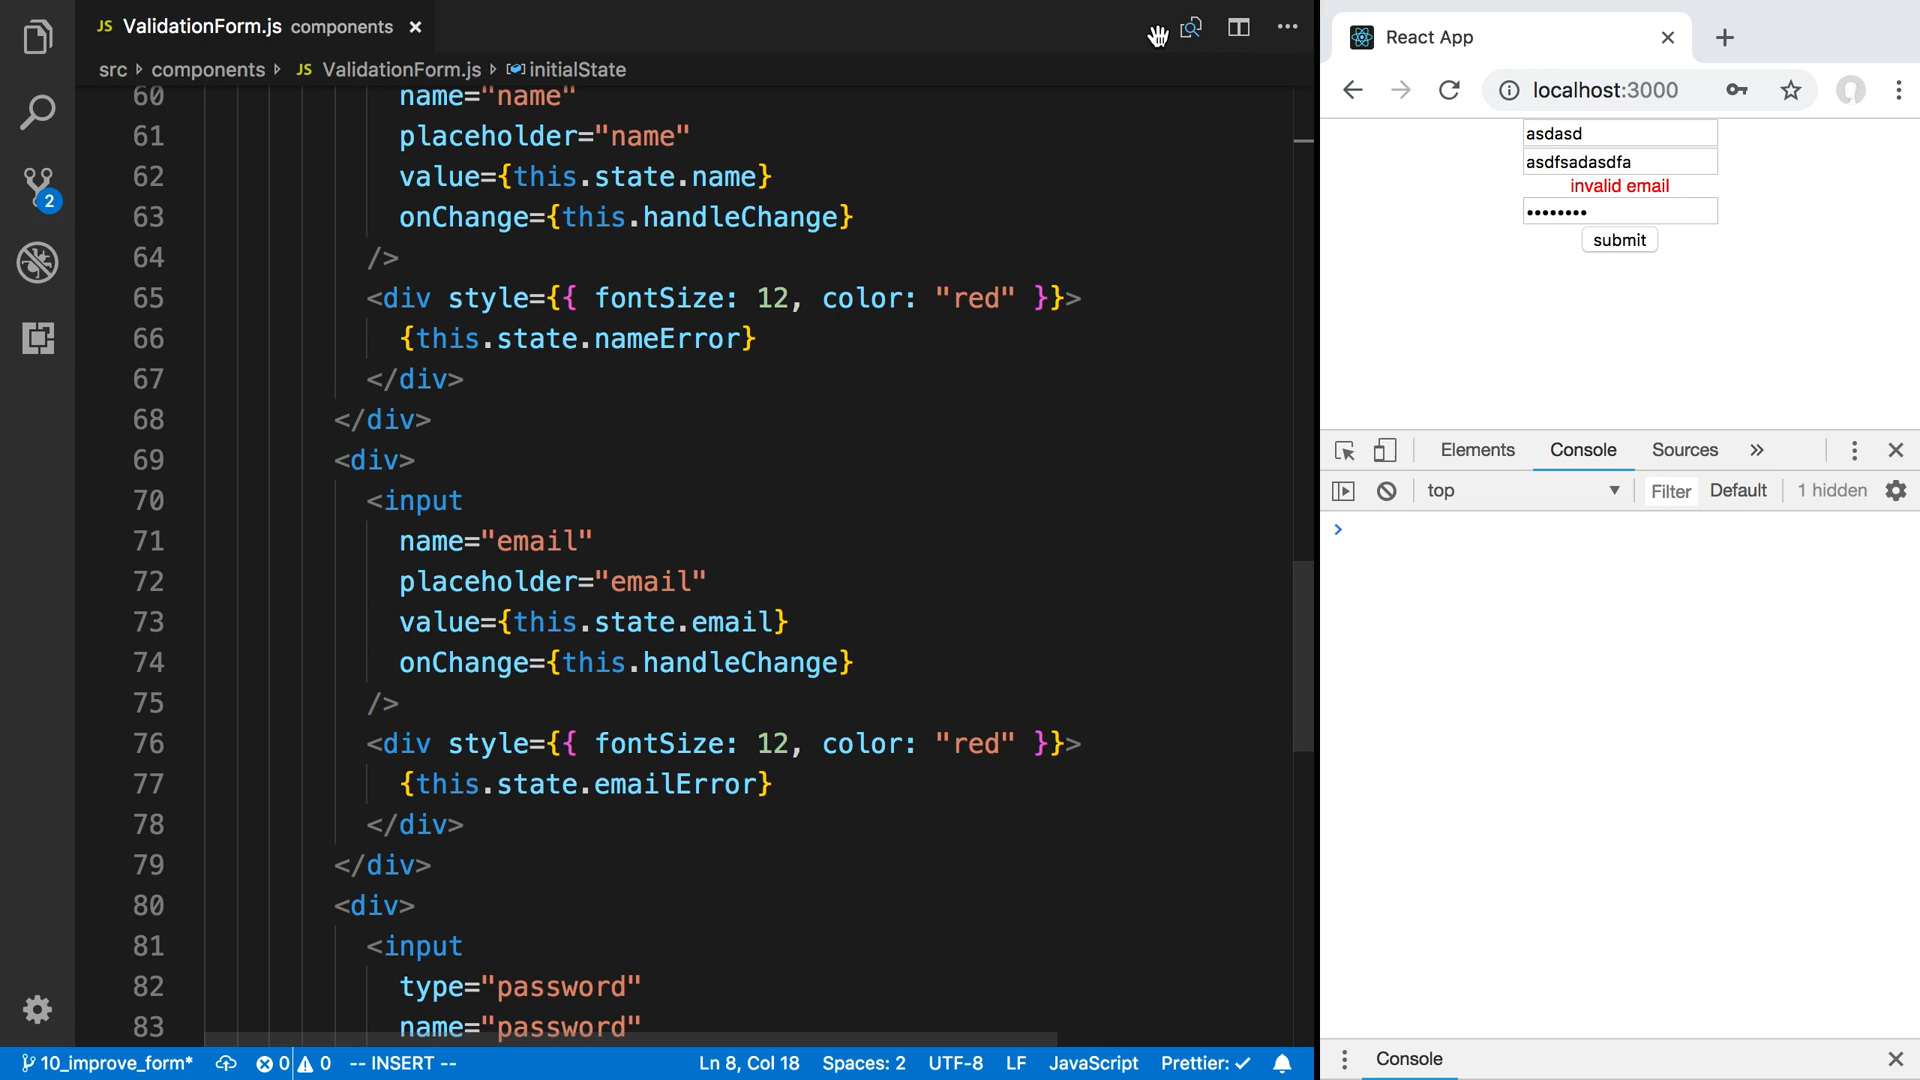 JS ValidationForm.js components ×
src components JS ValidationForm.js initialState
60 name="name"
61 placeholder="name"
62 value={this.state.name}
63 onChange={this.handleChange}
64 />
65 <div style={{ fontSize: 12, color: "red" }}>
66 {this.state.nameError}
67 </div>
68 </div>
69 <div>
70 <input
71 name="email"
72 placeholder="email"
73 value={this.state.email}
74 onChange={this.handleChange}
75 />
76 <div style={{ fontSize: 12, color: "red" }}>
77 {this.state.emailError}
78 </div>
79 </div>
80 <div>
81 <input
82 type="password"
83 name="password"
2
10_improve_form* 0 0 -- INSERT -- Ln 8, Col 18 Spaces: 2 UTF-8 LF JavaScript Prettier: ✓
React App
localhost:3000
asdasd
asdfsadasdfa
invalid email
••••••••
submit
Elements Console Sources »
top Filter Default 1 hidden
Console